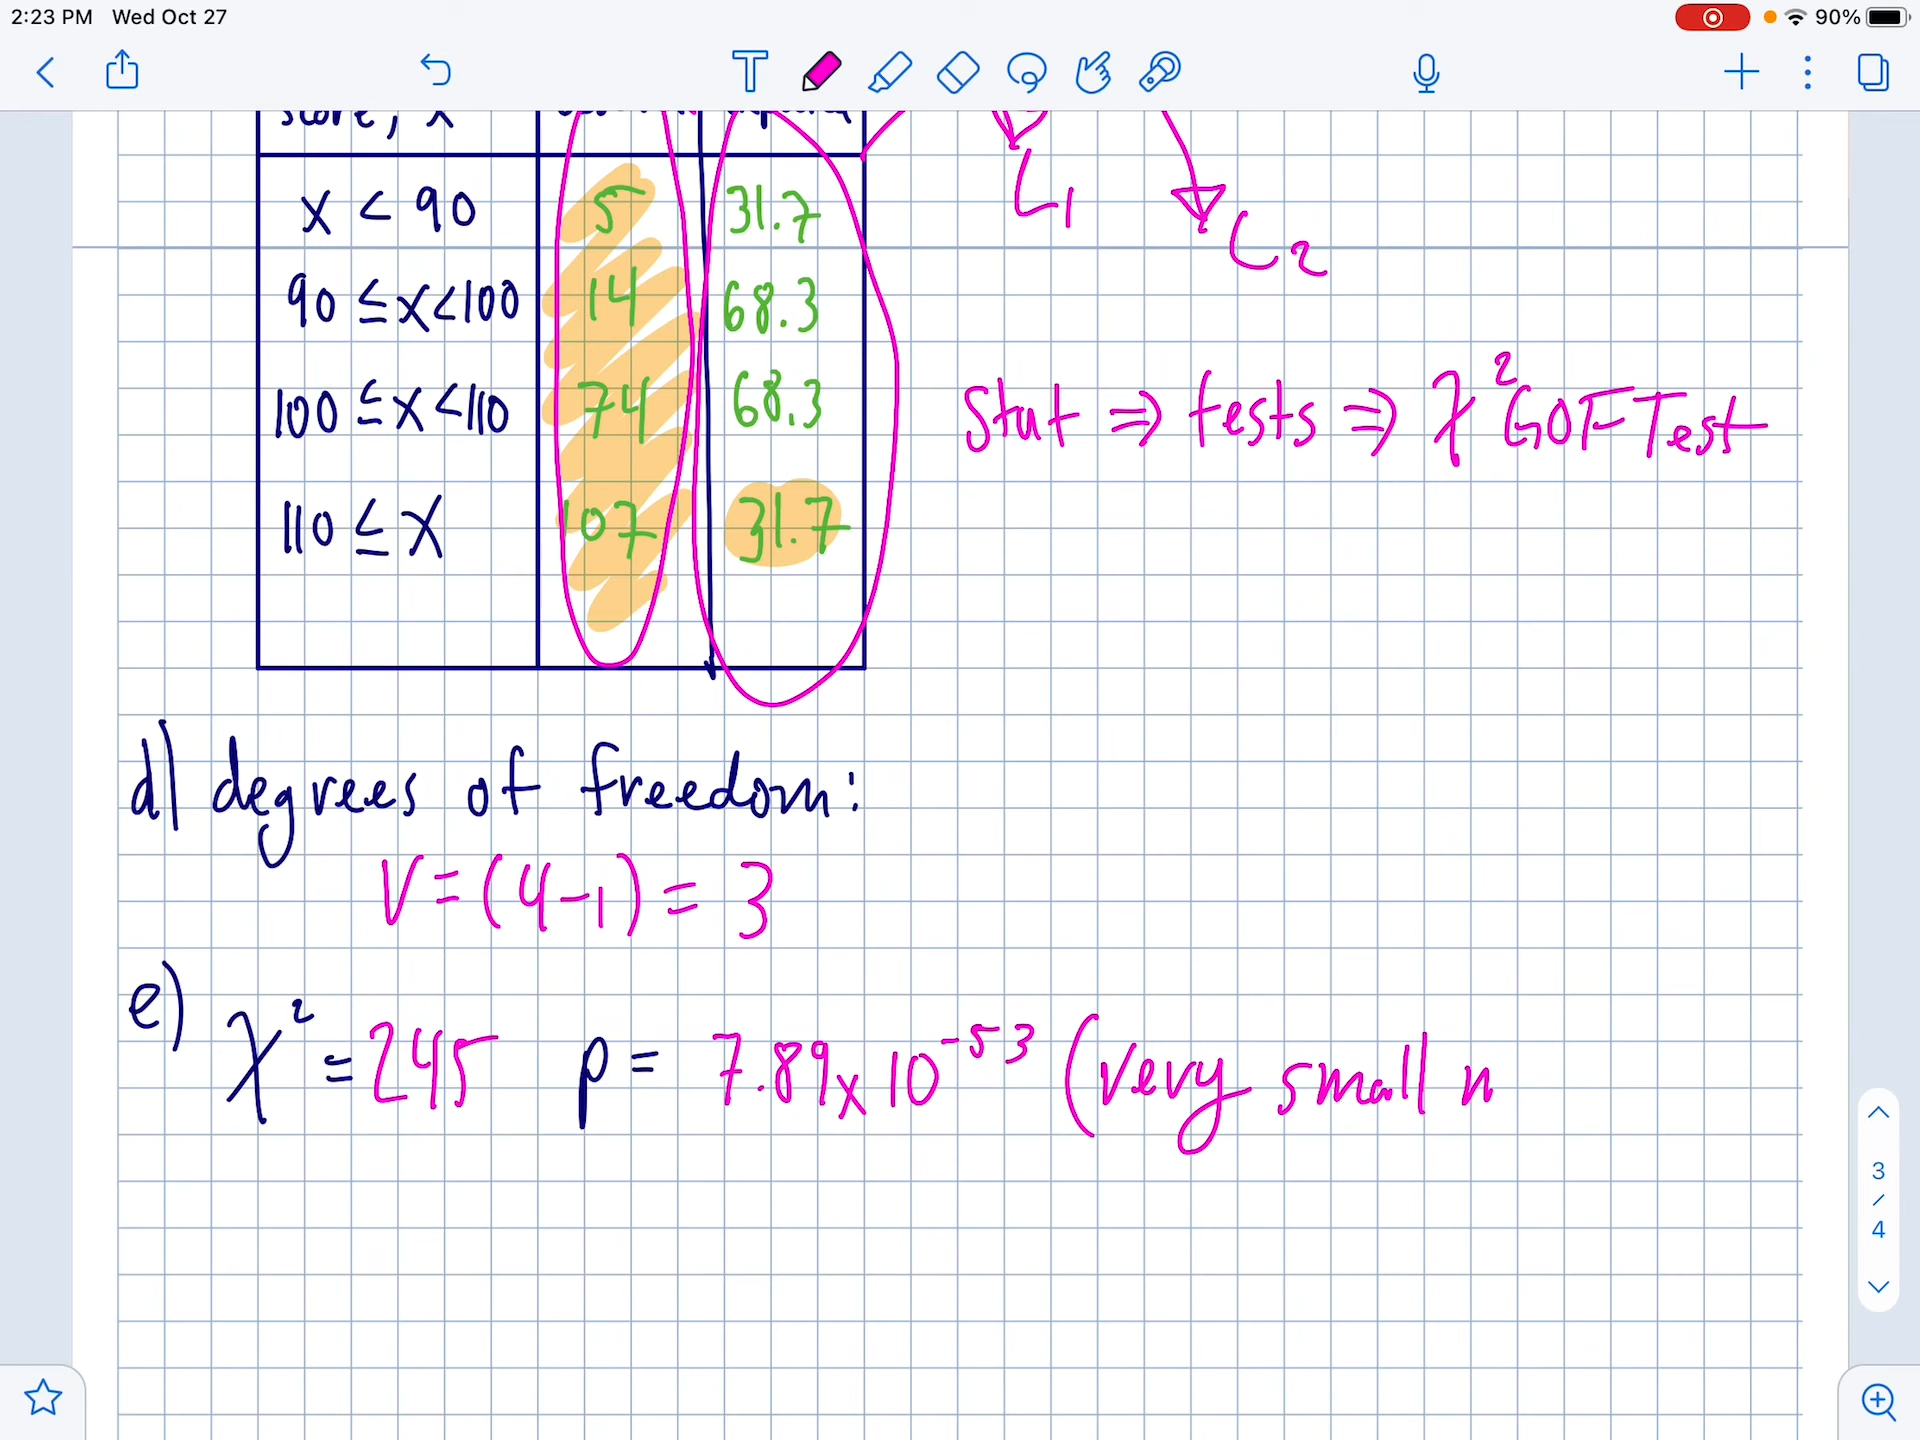 2:23 PM Wed Oct 27
90%
T
score, x
x < 90 5 31.7
L1
L2
90 ≤ x < 100 14 68.3
100 ≤ x < 110 74 68.3
Stat ⇒ tests ⇒ χ² GOF Test
110 ≤ x 107 31.7
d) degrees of freedom:
V = (4-1) = 3
e) χ² = 245 p = 7.89 x 10⁻⁵³ (very small n
3
/
4